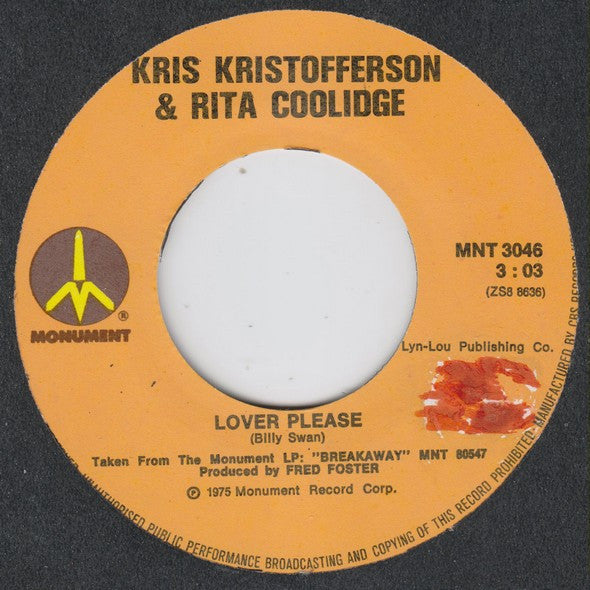 KRIS KRISTOFFERSON
& RITA COOLIDGE
MNT 3046
3 : 03
(ZS8 8636)
®
MONUMENT
Lyn-Lou Publishing Co.
LOVER PLEASE
(Billy Swan)
Taken From The Monument LP: "BREAKAWAY" MNT 80547
Produced by FRED FOSTER
℗ 1975 Monument Record Corp.
PUBLIC PERFORMANCE BROADCASTING AND COPYING OF THIS RECORD PROHIBITED. MANUFACTURED BY CBS